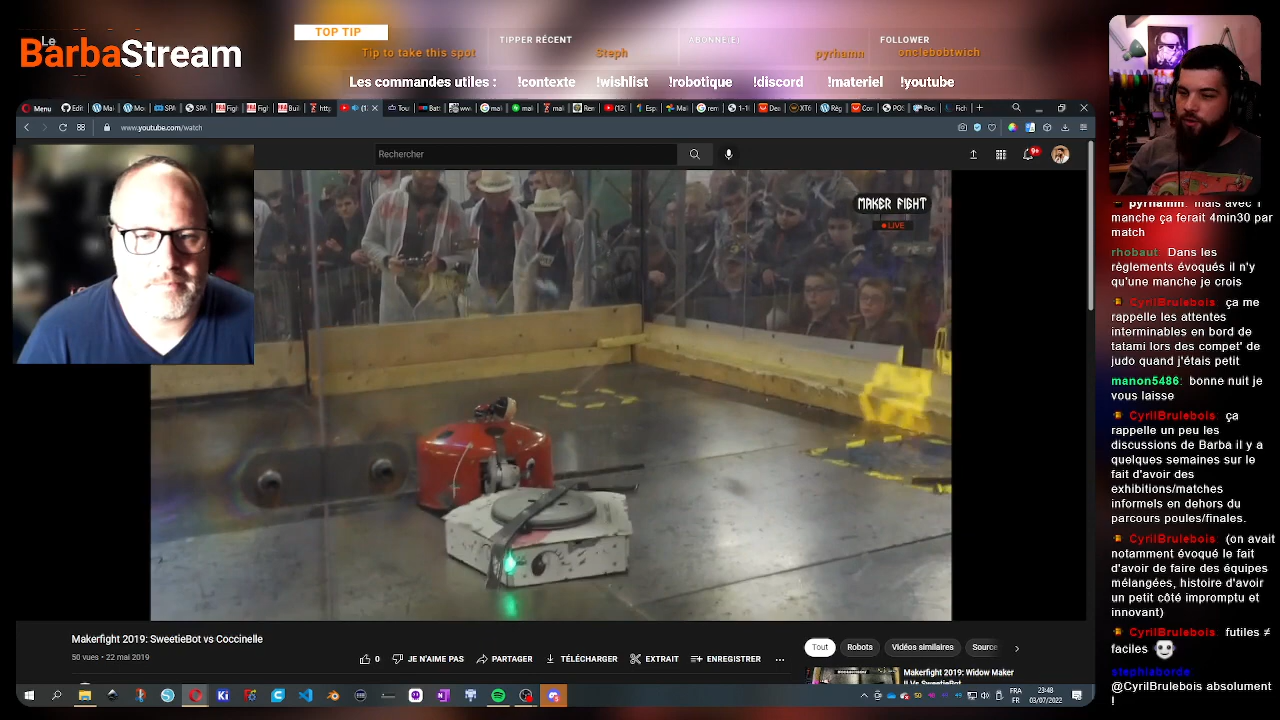 Le
BarbaStream
TOP TIP
Tip to take this spot
TIPPER RÉCENT
Steph
ABONNÉ(E)
pyrhamn
FOLLOWER
onciebobtwich
Les commandes utiles : !contexte !wishlist !robotique !discord !materiel !youtube
Menu
www.youtube.com/watch
Rechercher
9+
MAKER FIGHT
LIVE
Makerfight 2019: SweetieBot vs Coccinelle
50 vues • 22 mai 2019
0 JE N'AIME PAS PARTAGER TÉLÉCHARGER EXTRAIT ENREGISTRER ...
Tout Robots Vidéos similaires Source
Makerfight 2019: Widow Maker
FRA
FR
23:48
03/07/2022
pyrhamn: mais avec 1
manche ça ferait 4min30 par
match
rhobaut: Dans les
règlements évoqués il n'y
qu'une manche je crois
CyrilBrulebois ça me
rappelle les attentes
interminables en bord de
tatami lors des compet' de
judo quand j'étais petit
manon5486: bonne nuit je
vous laisse
CyrilBrulebois ça
rappelle un peu les
discussions de Barba il y a
quelques semaines sur le
fait d'avoir des
exhibitions/matches
informels en dehors du
parcours poules/finales.
CyrilBrulebois (on avait
notamment évoqué le fait
d'avoir de faire des équipes
mélangées, histoire d'avoir
un petit côté impromptu et
innovant)
CyrilBrulebois futiles ≠
faciles
stephlaborde
@CyrilBrulebois absolument
!